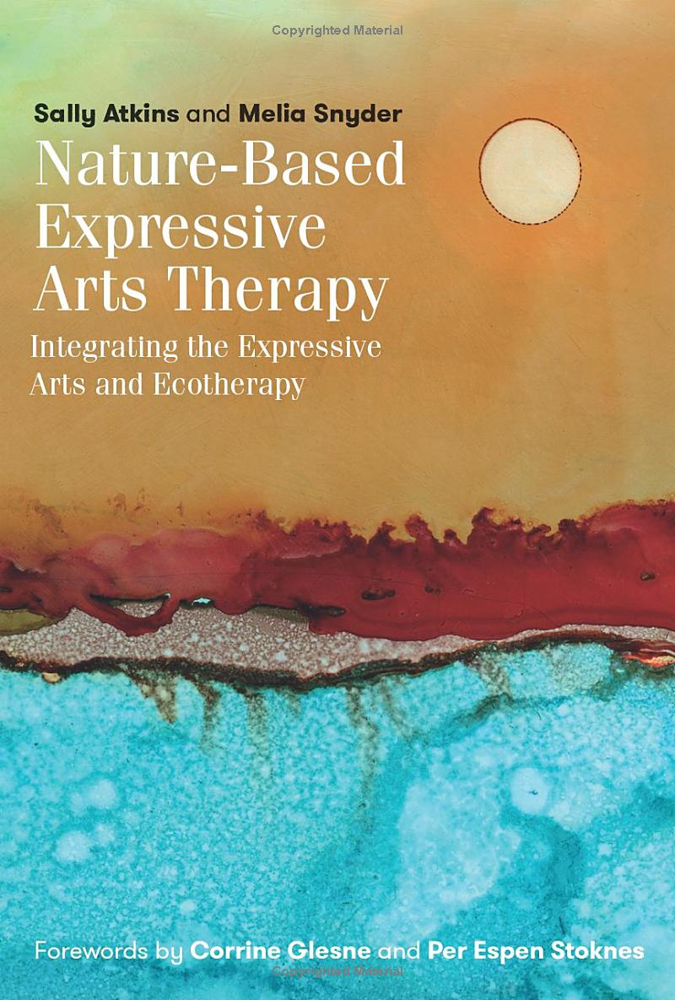 Copyrighted Material
Sally Atkins and Melia Snyder
Nature-Based
Expressive
Arts Therapy
Integrating the Expressive
Arts and Ecotherapy
Forewords by Corrine Glesne and Per Espen Stoknes
Copyrighted Material